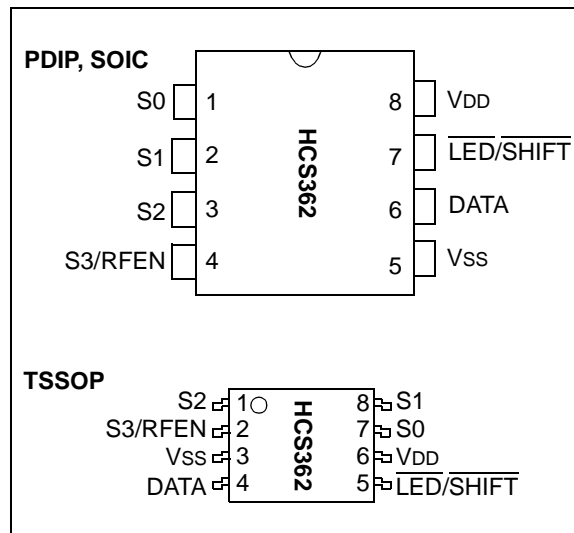 PDIP, SOIC
S0 1 8 VDD
S1 2 7 LED/SHIFT
S2 3 6 DATA
S3/RFEN 4 5 VSS
HCS362
TSSOP
S2 1 8 S1
S3/RFEN 2 7 S0
VSS 3 6 VDD
DATA 4 5 LED/SHIFT
HCS362